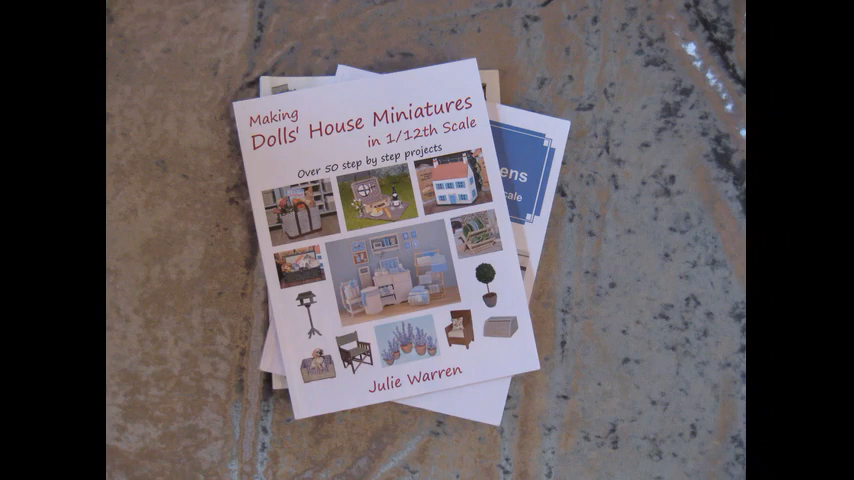 Making
Dolls' House Miniatures
in 1/12th Scale
Over 50 step by step projects
Julie Warren
ens
cale